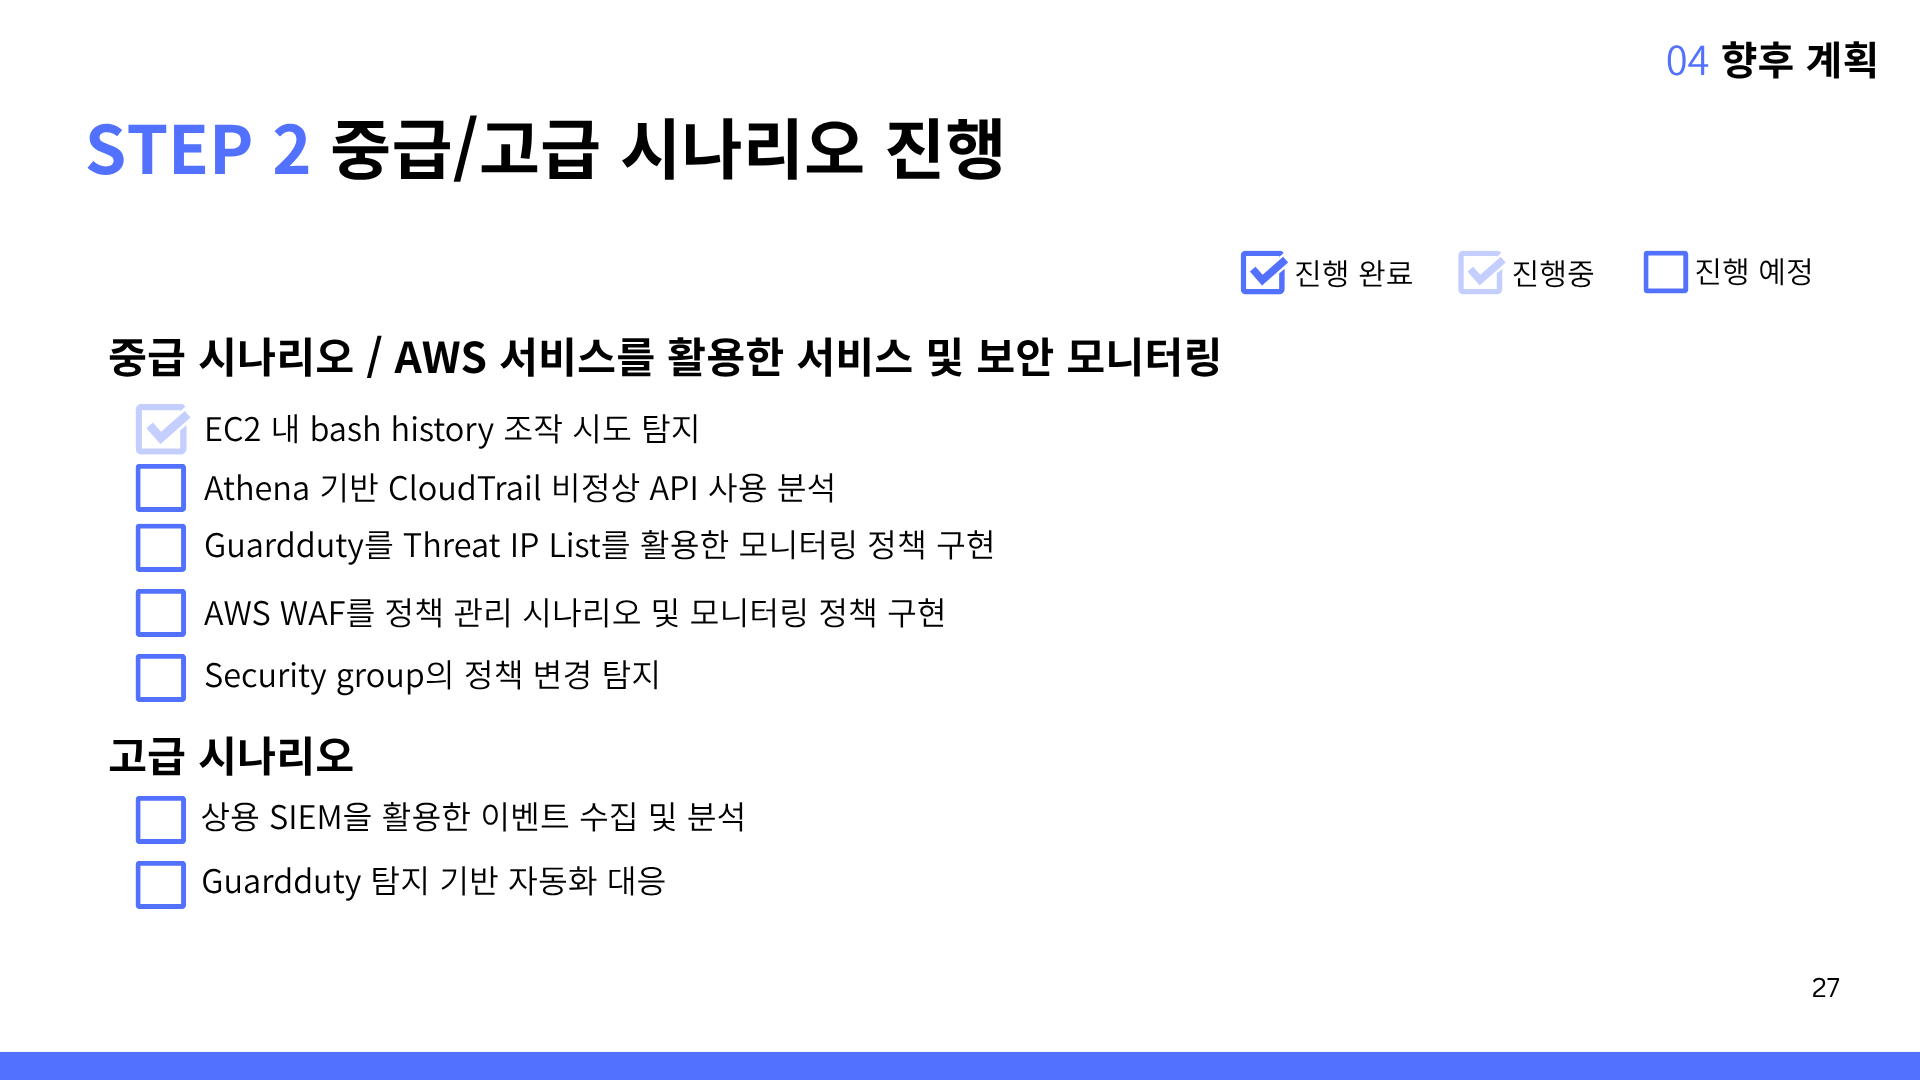 04 향후 계획
STEP 2 중급/고급 시나리오 진행
진행 완료 진행중 진행 예정
중급 시나리오 / AWS 서비스를 활용한 서비스 및 보안 모니터링
EC2 내 bash history 조작 시도 탐지
Athena 기반 CloudTrail 비정상 API 사용 분석
Guardduty를 Threat IP List를 활용한 모니터링 정책 구현
AWS WAF를 정책 관리 시나리오 및 모니터링 정책 구현
Security group의 정책 변경 탐지
고급 시나리오
상용 SIEM을 활용한 이벤트 수집 및 분석
Guardduty 탐지 기반 자동화 대응
27